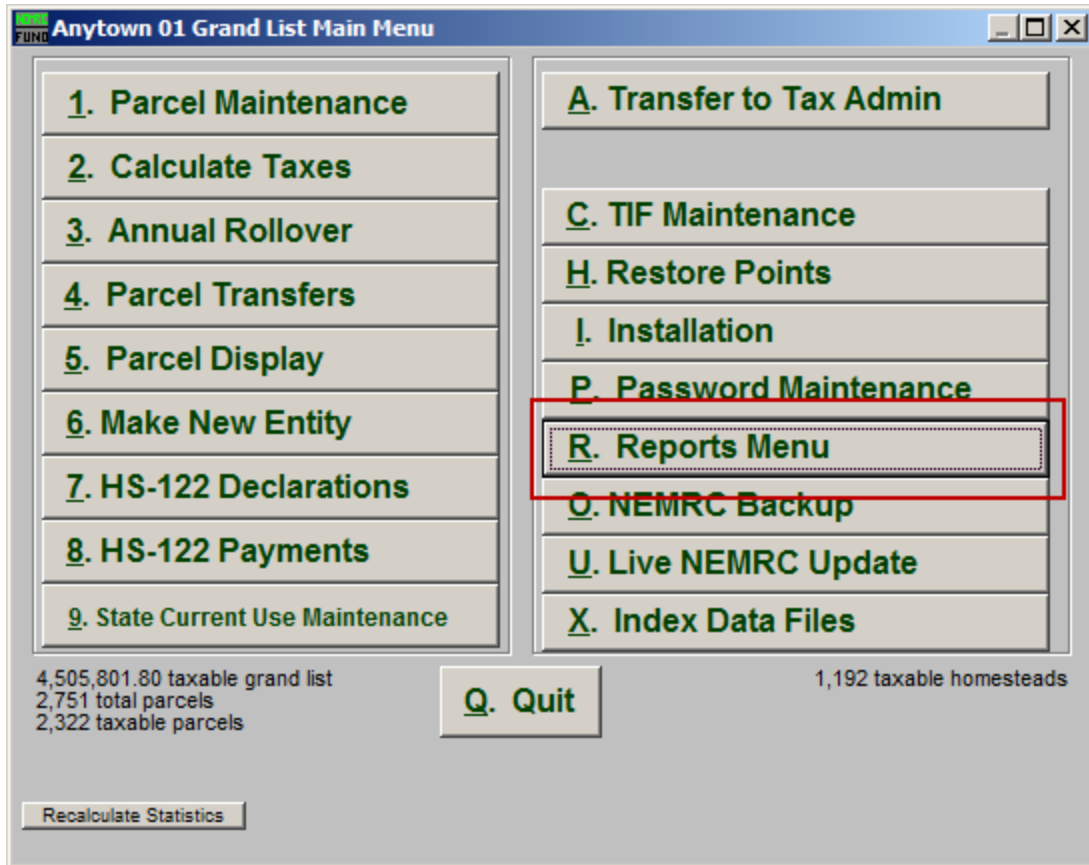 NEMRC
FUND
Anytown 01 Grand List Main Menu
1. Parcel Maintenance
2. Calculate Taxes
3. Annual Rollover
4. Parcel Transfers
5. Parcel Display
6. Make New Entity
7. HS-122 Declarations
8. HS-122 Payments
9. State Current Use Maintenance
A. Transfer to Tax Admin
C. TIF Maintenance
H. Restore Points
I. Installation
P. Password Maintenance
R. Reports Menu
O. NEMRC Backup
U. Live NEMRC Update
X. Index Data Files
4,505,801.80 taxable grand list
2,751 total parcels
2,322 taxable parcels
Q. Quit
1,192 taxable homesteads
Recalculate Statistics